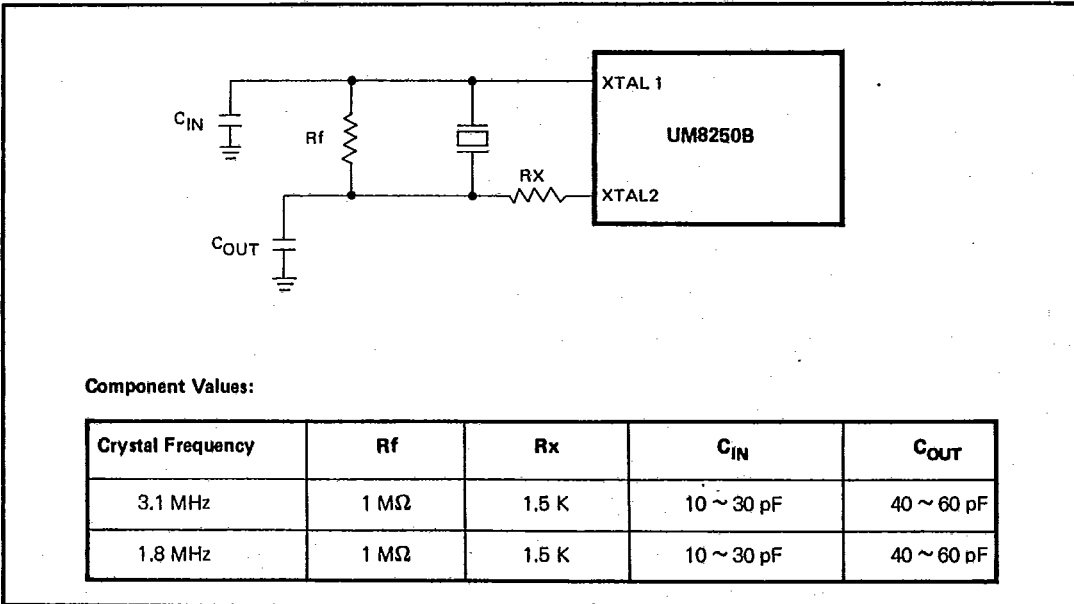 XTAL 1
C_IN
Rf
UM8250B
RX
XTAL2
C_OUT
Component Values:
Crystal Frequency Rf Rx C_IN C_OUT
3.1 MHz 1 MΩ 1.5 K 10 ~ 30 pF 40 ~ 60 pF
1.8 MHz 1 MΩ 1.5 K 10 ~ 30 pF 40 ~ 60 pF